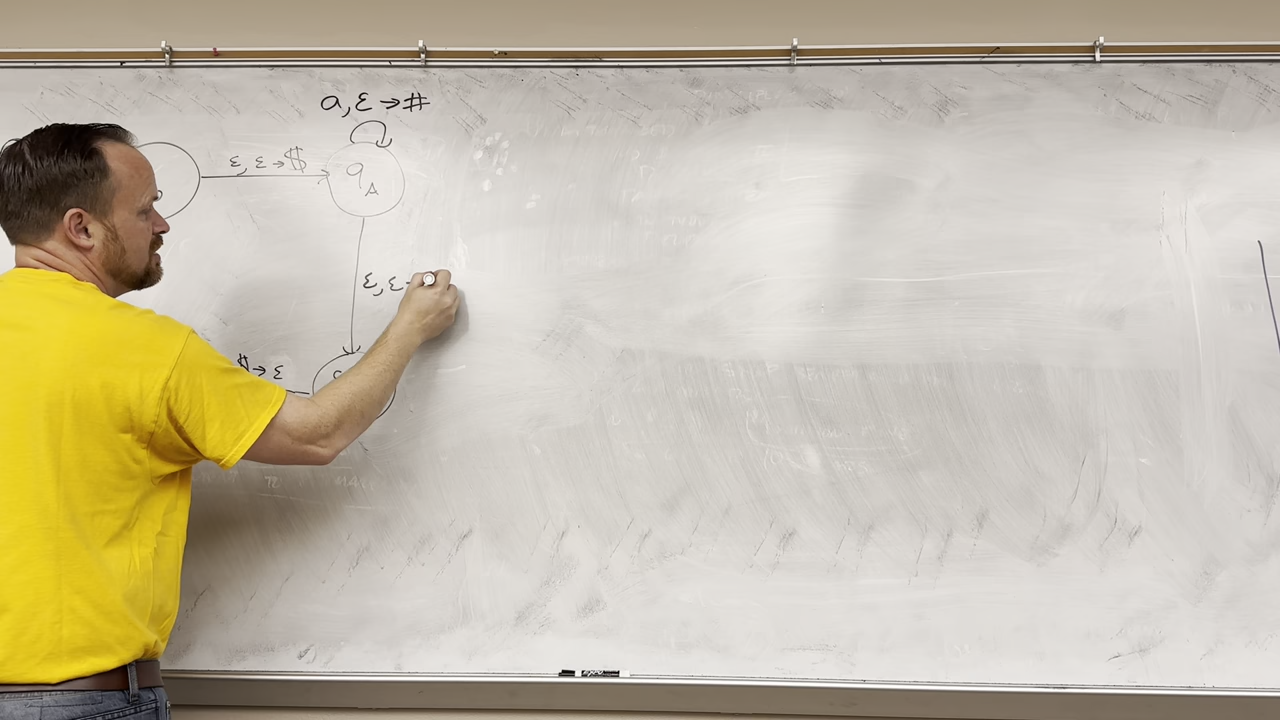 a, ε → #
ε, ε → $
q_A
ε, ε -
$ → ε